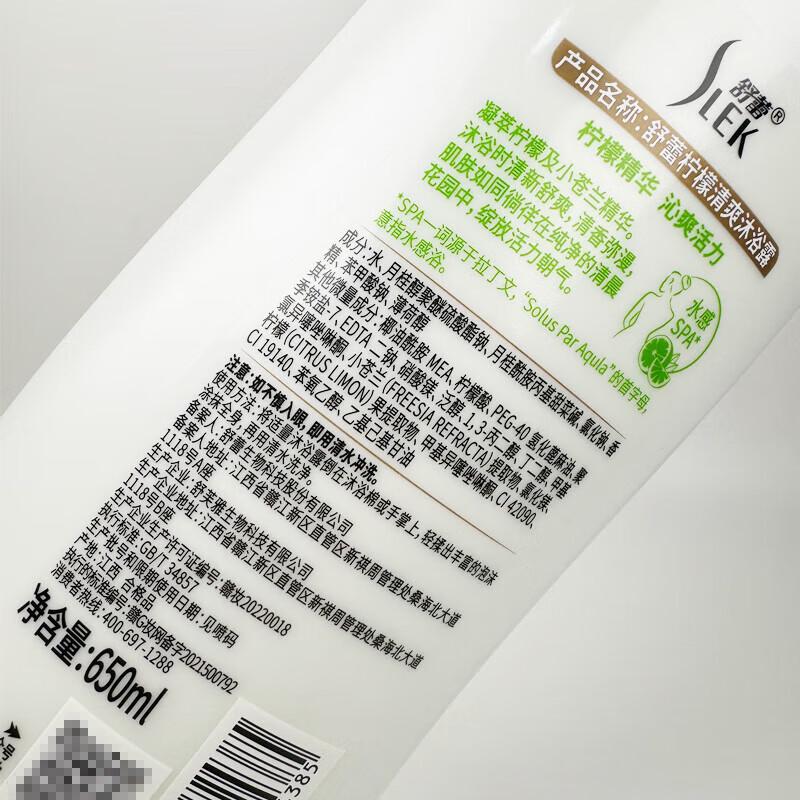 舒蕾®
SLEK
产品名称:舒蕾柠檬清爽沐浴露
柠檬精华 沁爽活力
凝萃柠檬及小苍兰精华。
沐浴时清新舒爽,清香弥漫,
肌肤如同徜徉在纯净的清晨
花园中,绽放活力朝气。
*SPA一词源于拉丁文,"Solus Par Aqula"的首字母,
意指水感浴。
水感
SPA*
成分:水、月桂醇聚醚硫酸酯钠、月桂酰胺丙基甜菜碱、氯化钠、香
精、苯甲酸钠、薄荷醇
其他微量成分:椰油酰胺 MEA、柠檬酸、PEG-40 氢化蓖麻油、聚
季铵盐-7 EDTA 二钠、硝酸镁、泛醇、1,3-丙二醇、丁二醇、甲基
氯异噻唑啉酮、小苍兰(FREESIA REFRACTA)提取物、氯化镁、
柠檬(CITRUS LIMON)果提取物、甲基异噻唑啉酮、CI 42090、
CI 19140、苯氧乙醇、乙基己基甘油
注意:如不慎入眼,即用清水冲洗。
使用方法:将适量沐浴露倒在沐浴棉或手掌上,轻揉出丰富的泡沫
涂抹全身,再用清水洗净。
备案人:舒蕾生物科技股份有限公司
备案人地址:江西省赣江新区直管区新祺周管理处桑海北大道
1118号A座
生产企业:舒芙雅生物科技有限公司
生产企业地址:江西省赣江新区直管区新祺周管理处桑海北大道
1118号D座
生产企业生产许可证编号:赣妆20220018
执行标准:GB/T 34857
生产批号和限期使用日期:见喷码
产地:江西 合格品
执行的标准编号:赣G妆网备字2021500792
消费者热线:400-697-1288
净含量:650ml
385